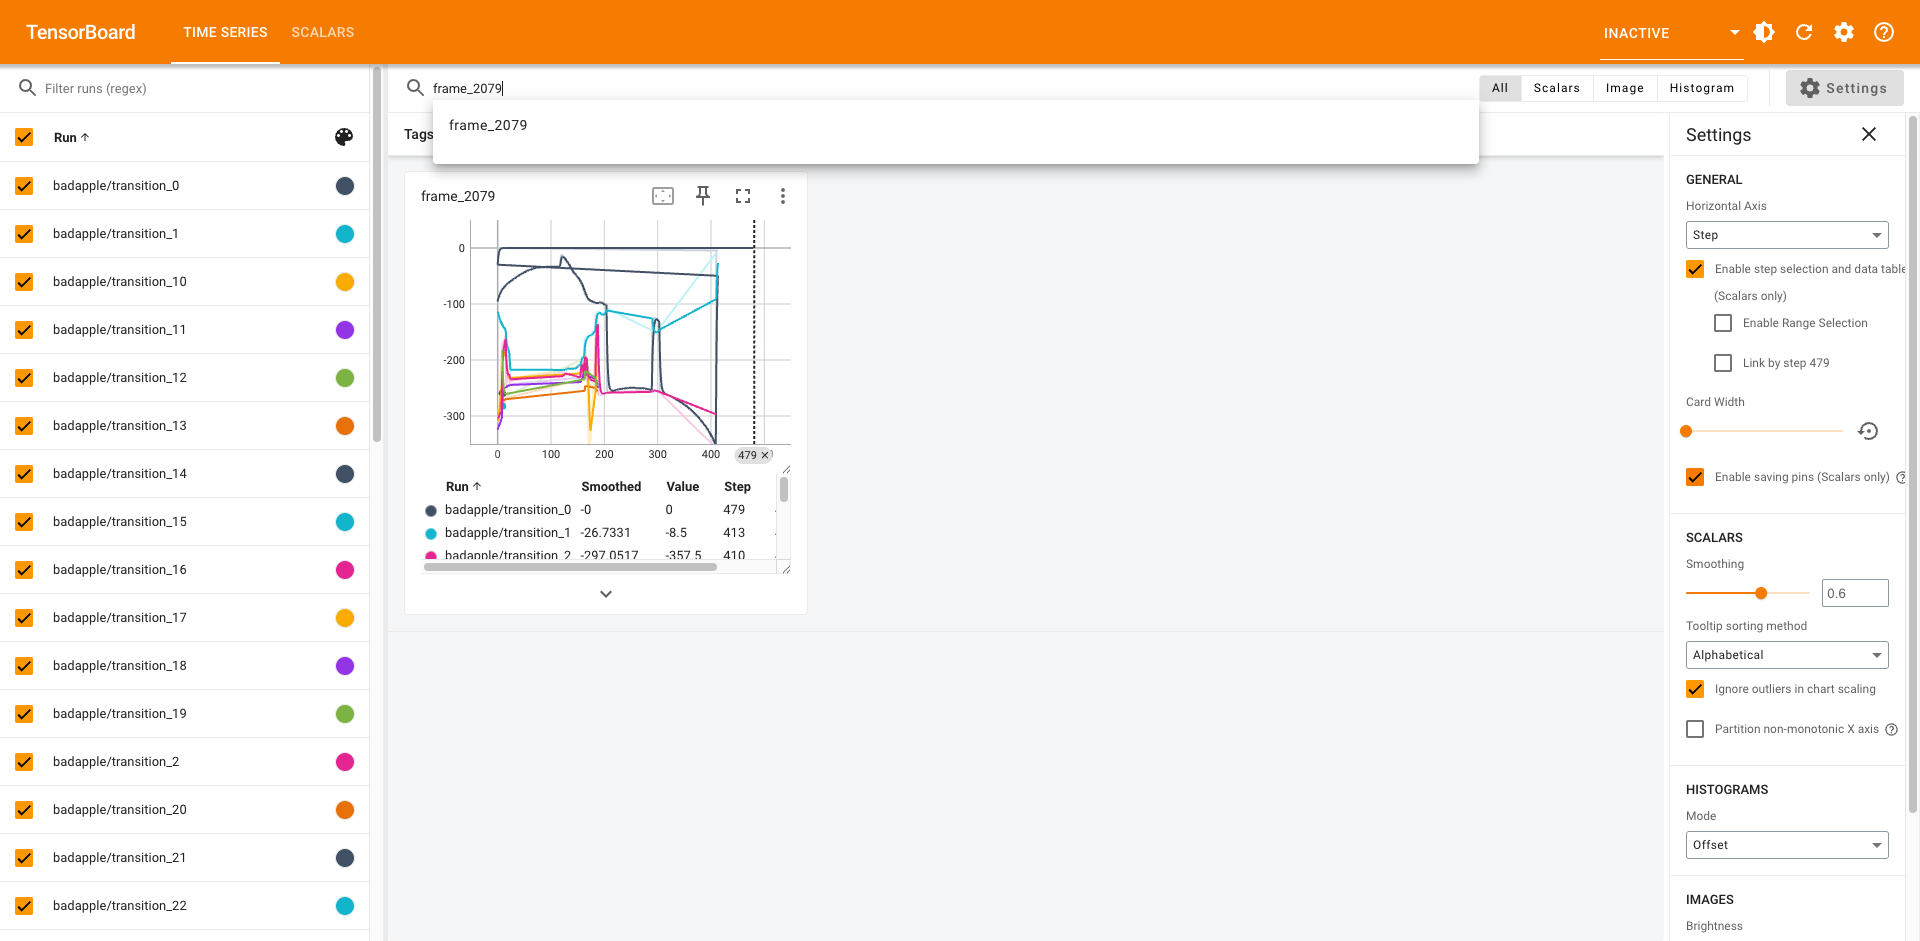 TensorBoard
TIME SERIES
SCALARS
INACTIVE
Filter runs (regex)
Run
badapple/transition_0
badapple/transition_1
badapple/transition_10
badapple/transition_11
badapple/transition_12
badapple/transition_13
badapple/transition_14
badapple/transition_15
badapple/transition_16
badapple/transition_17
badapple/transition_18
badapple/transition_19
badapple/transition_2
badapple/transition_20
badapple/transition_21
badapple/transition_22
frame_2079
All Scalars Image Histogram
Settings
frame_2079
Tags
frame_2079
0
-100
-200
-300
0 100 200 300 400 479
Run Smoothed Value Step
badapple/transition_0 -0 0 479
badapple/transition_1 -26.7331 -8.5 413
badapple/transition_2 -297.0517 -357.5 410
Settings
GENERAL
Horizontal Axis
Step
Enable step selection and data table
(Scalars only)
Enable Range Selection
Link by step 479
Card Width
Enable saving pins (Scalars only)
SCALARS
Smoothing
0.6
Tooltip sorting method
Alphabetical
Ignore outliers in chart scaling
Partition non-monotonic X axis
HISTOGRAMS
Mode
Offset
IMAGES
Brightness